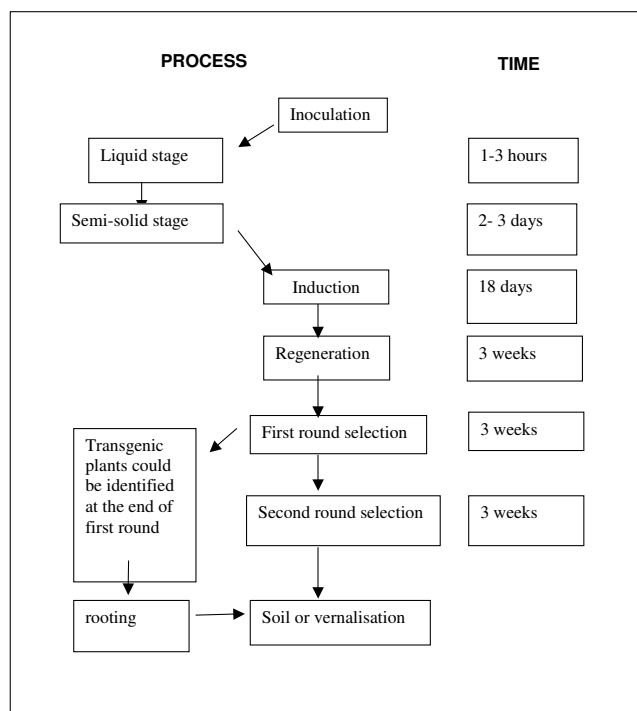 PROCESS
TIME
Inoculation
Liquid stage
1-3 hours
Semi-solid stage
2- 3 days
Induction
18 days
Regeneration
3 weeks
First round selection
3 weeks
Transgenic
plants could
be identified
at the end of
first round
Second round selection
3 weeks
rooting
Soil or vernalisation